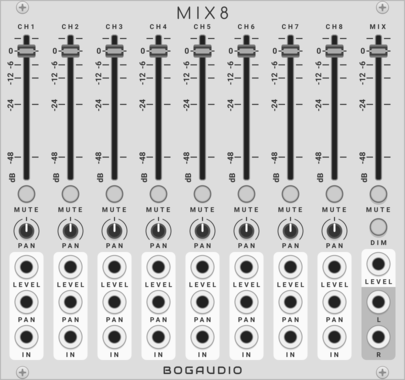 MIX8
CH1 CH2 CH3 CH4 CH5 CH6 CH7 CH8 MIX
0 0 0 0 0 0 0 0 0
-6 -6 -6 -6 -6 -6 -6 -6 -6
-12 -12 -12 -12 -12 -12 -12 -12 -12
-24 -24 -24 -24 -24 -24 -24 -24 -24
-48 -48 -48 -48 -48 -48 -48 -48 -48
dB dB dB dB dB dB dB dB dB
MUTE MUTE MUTE MUTE MUTE MUTE MUTE MUTE MUTE
PAN PAN PAN PAN PAN PAN PAN PAN DIM
LEVEL LEVEL LEVEL LEVEL LEVEL LEVEL LEVEL LEVEL LEVEL
PAN PAN PAN PAN PAN PAN PAN PAN L
IN IN IN IN IN IN IN IN R
BOGAUDIO